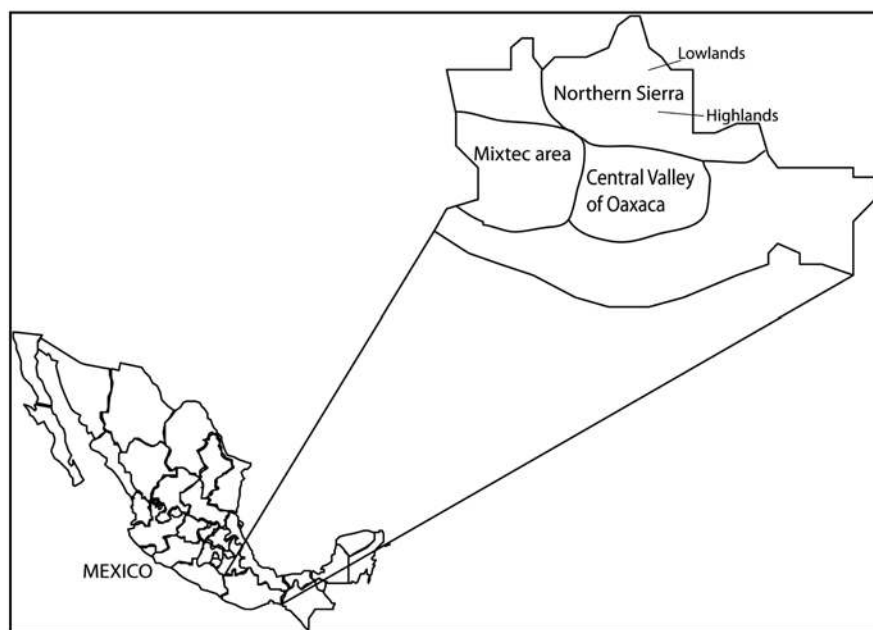 Lowlands
Northern Sierra
Highlands
Mixtec area
Central Valley
of Oaxaca
MEXICO